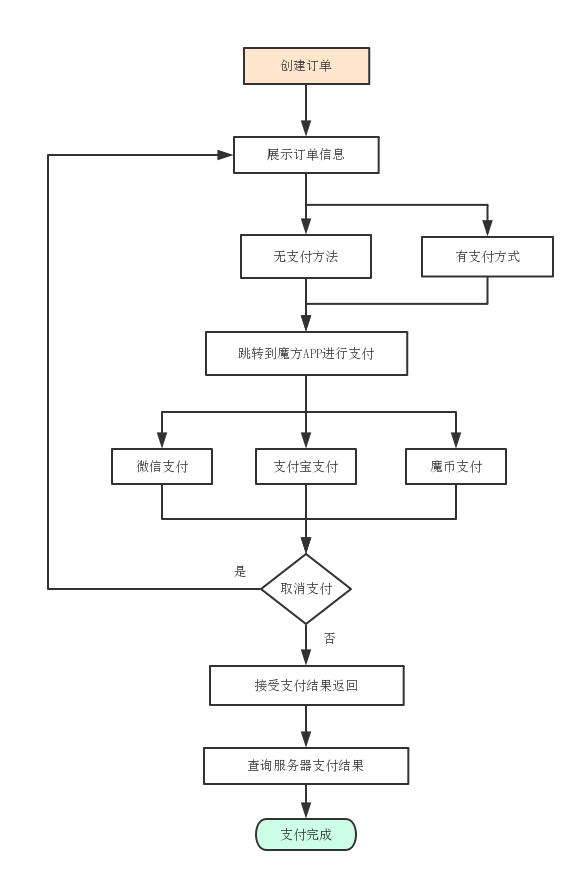 创建订单
展示订单信息
无支付方法
有支付方式
跳转到魔方APP进行支付
微信支付
支付宝支付
魔币支付
是
取消支付
否
接受支付结果返回
查询服务器支付结果
支付完成